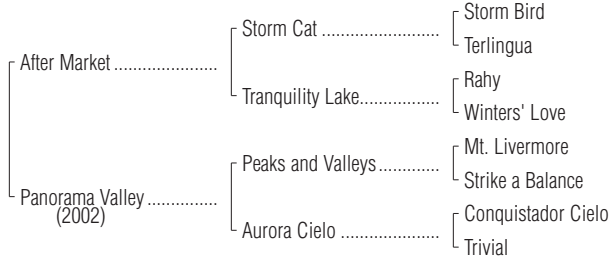 Storm Bird
Storm Cat ........................
Terlingua
After Market .....................
Rahy
Tranquility Lake................
Winters' Love
Mt. Livermore
Peaks and Valleys............
Strike a Balance
Panorama Valley ..............
(2002)
Conquistador Cielo
Aurora Cielo ....................
Trivial